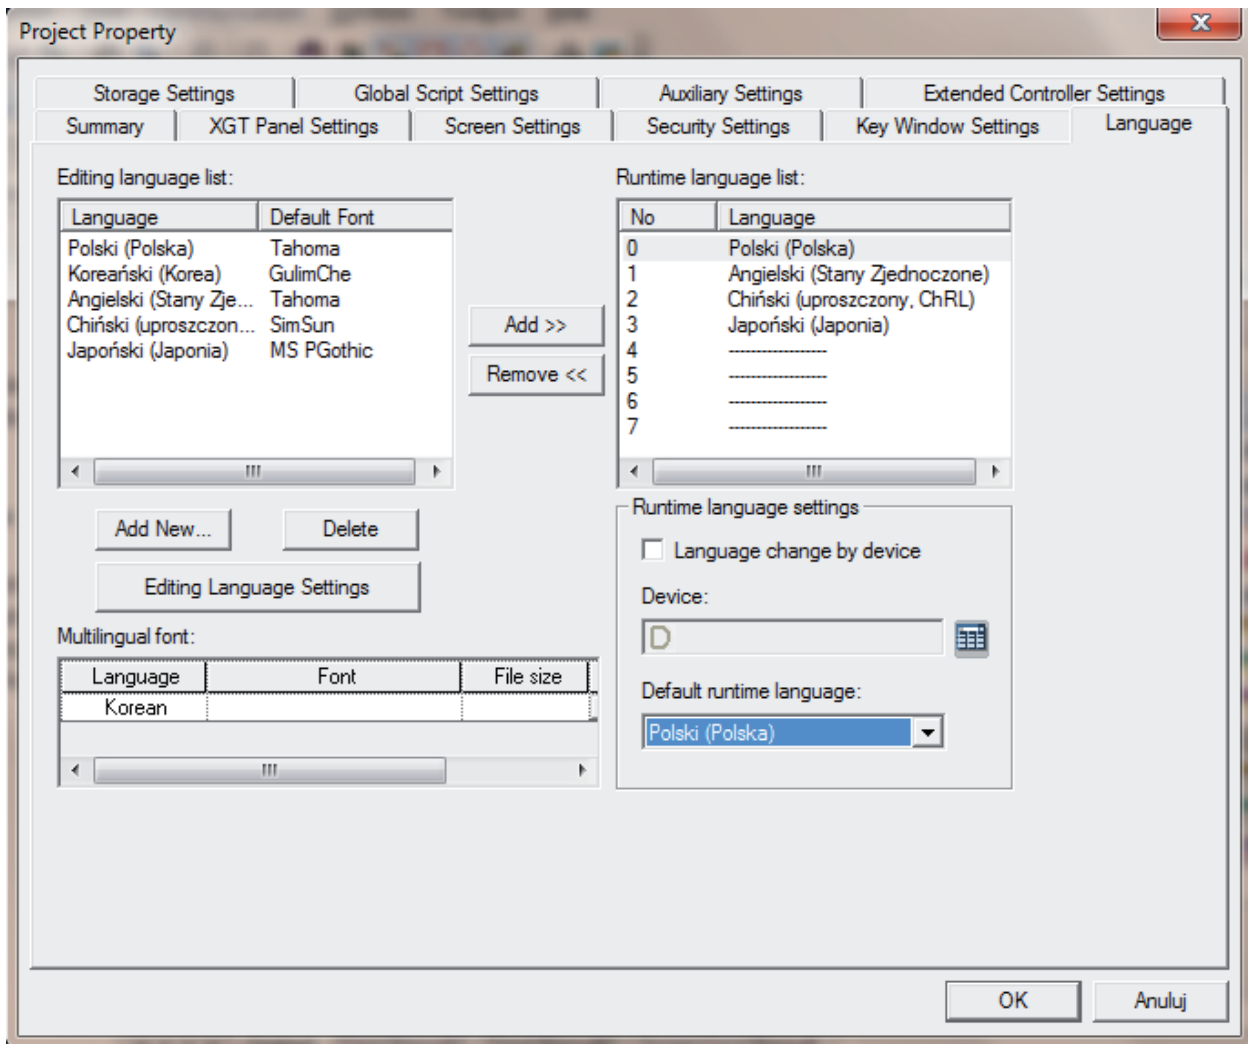 Project Property
Storage Settings Global Script Settings Auxiliary Settings Extended Controller Settings
Summary XGT Panel Settings Screen Settings Security Settings Key Window Settings Language
Editing language list:
Language Default Font
Polski (Polska) Tahoma
Koreański (Korea) GulimChe
Angielski (Stany Zje... Tahoma
Chiński (uproszczon... SimSun
Japoński (Japonia) MS PGothic
Add >>
Remove <<
Runtime language list:
No Language
0 Polski (Polska)
1 Angielski (Stany Zjednoczone)
2 Chiński (uproszczony, ChRL)
3 Japoński (Japonia)
4 ------------------
5 ------------------
6 ------------------
7 ------------------
Add New... Delete
Editing Language Settings
Multilingual font:
Language Font File size
Korean
Runtime language settings
Language change by device
Device:
D
Default runtime language:
Polski (Polska)
OK Anuluj